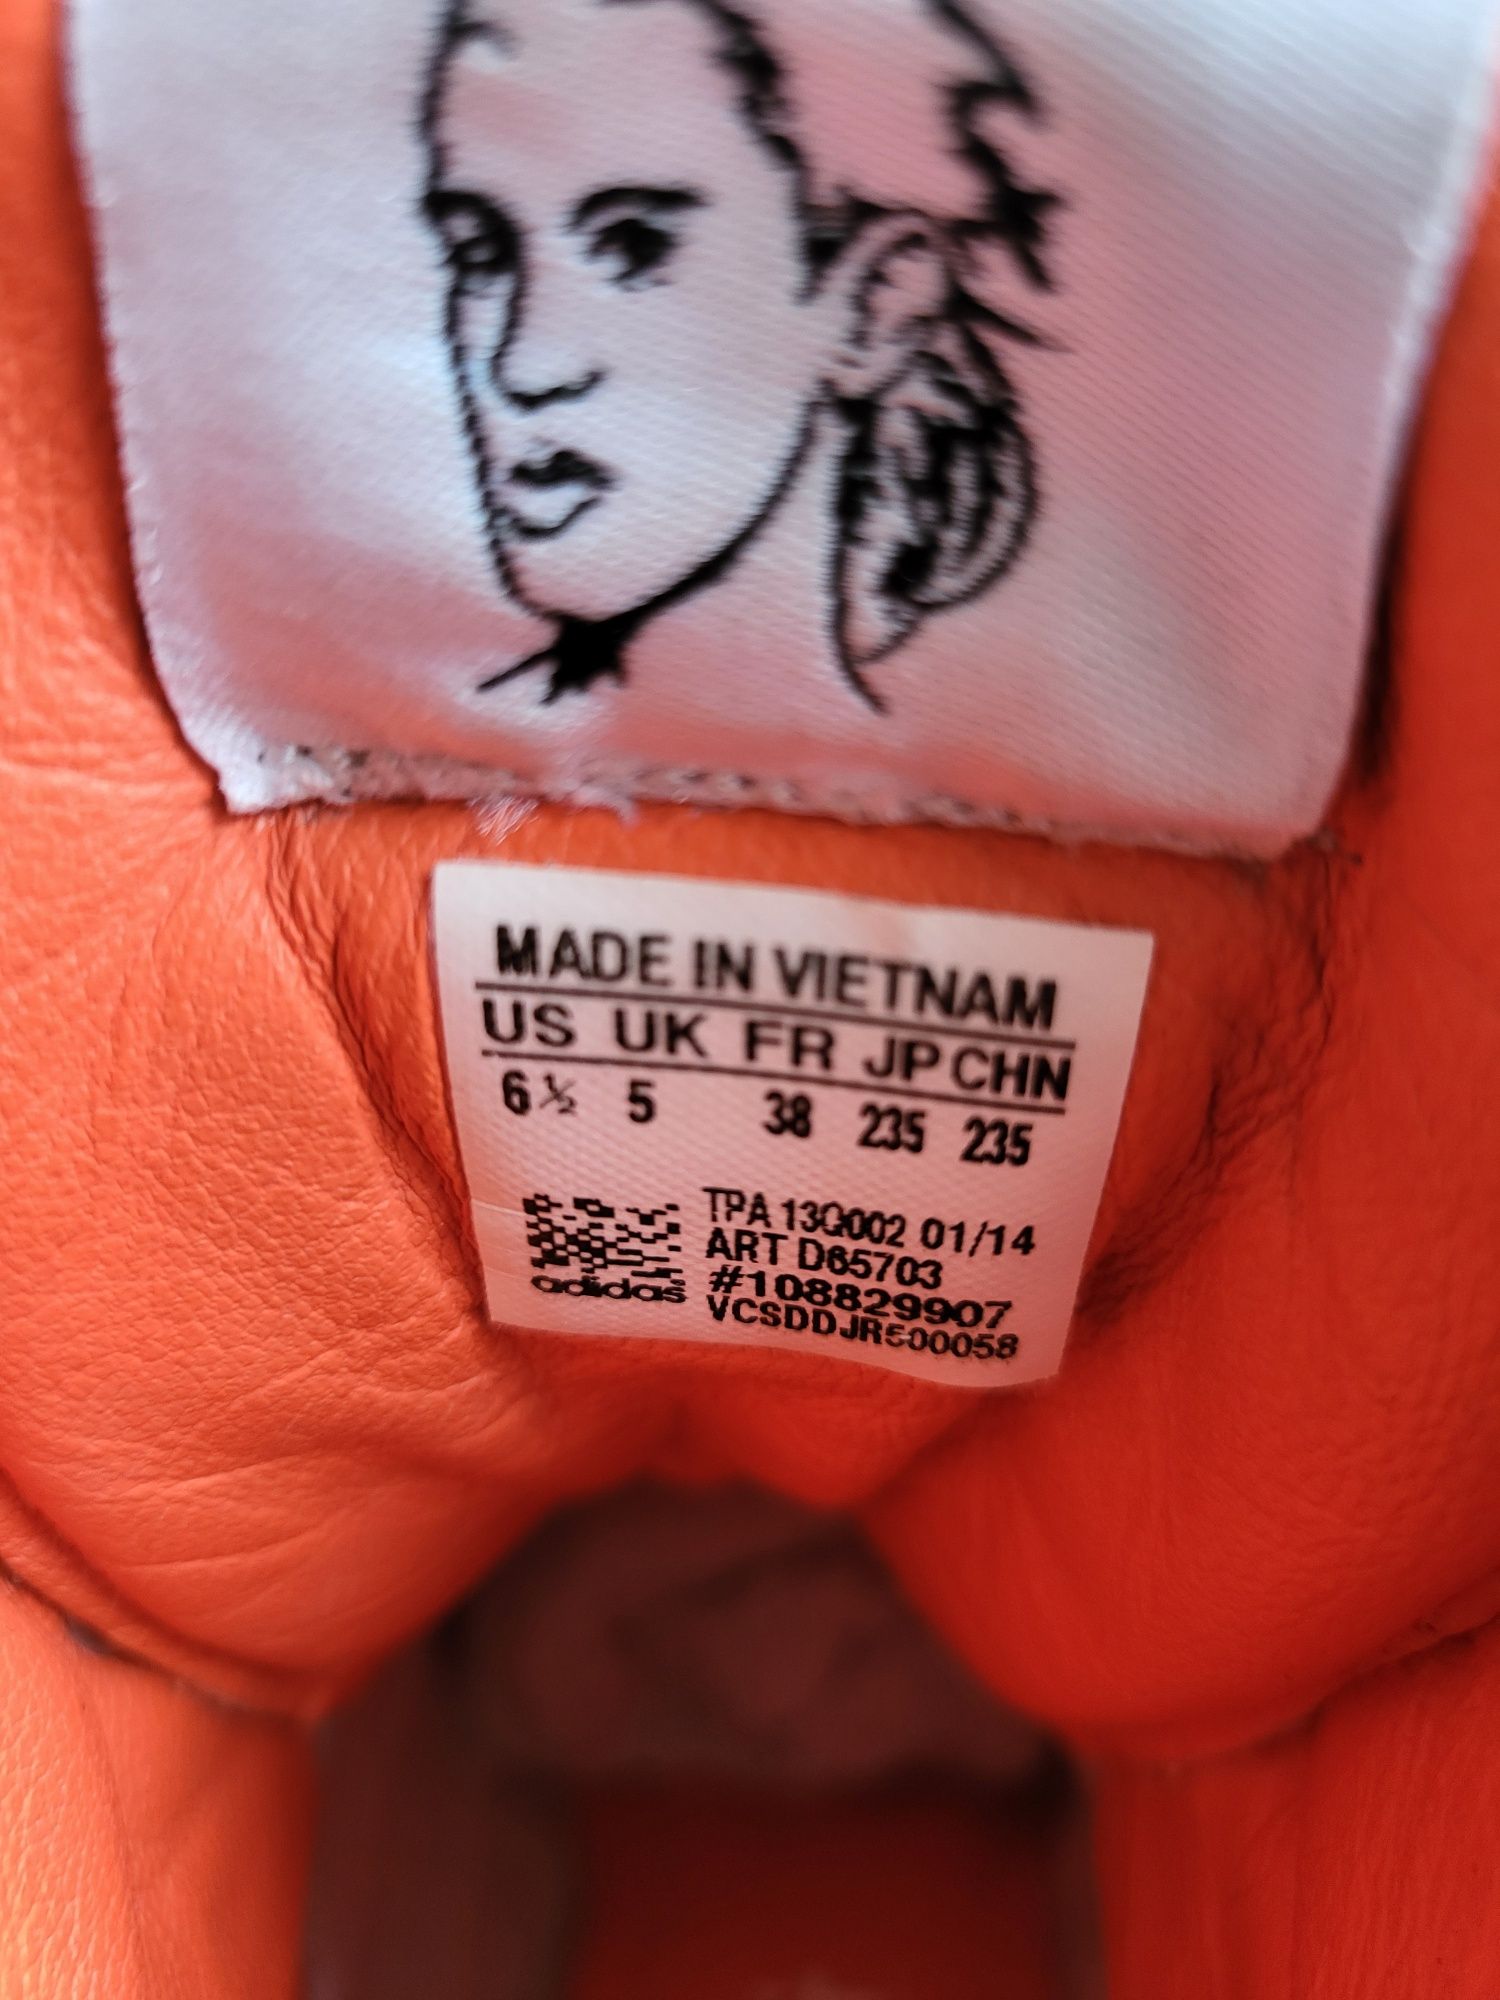 MADE IN VIETNAM
US UK FR JP CHN
6½ 5 38 235 235
TPA 13Q002 01/14
ART D65703
#108829907
VCSDDJR500058
adidas